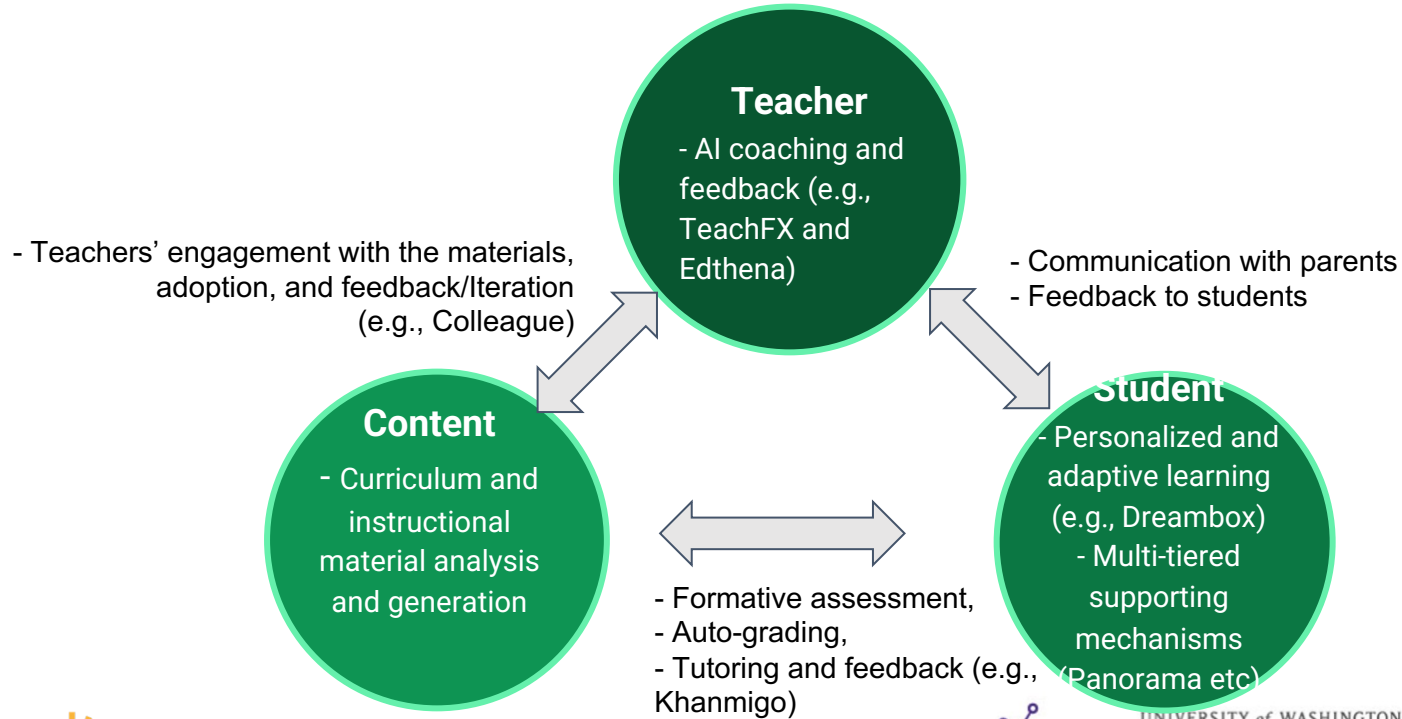 Teacher
- AI coaching and
feedback (e.g.,
TeachFX and
Edthena)
- Teachers’ engagement with the materials,
adoption, and feedback/Iteration
(e.g., Colleague)
- Communication with parents
- Feedback to students
Content
- Curriculum and
instructional
material analysis
and generation
Student
- Personalized and
adaptive learning
(e.g., Dreambox)
- Multi-tiered
supporting
mechanisms
(Panorama etc)
- Formative assessment,
- Auto-grading,
- Tutoring and feedback (e.g.,
Khanmigo)
UNIVERSITY of WASHINGTON